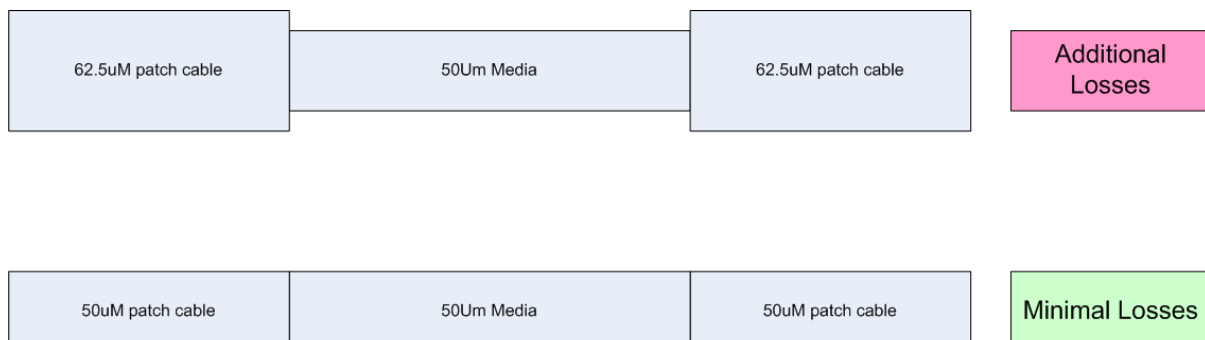 62.5uM patch cable
50Um Media
62.5uM patch cable
Additional
Losses
50uM patch cable
50Um Media
50uM patch cable
Minimal Losses